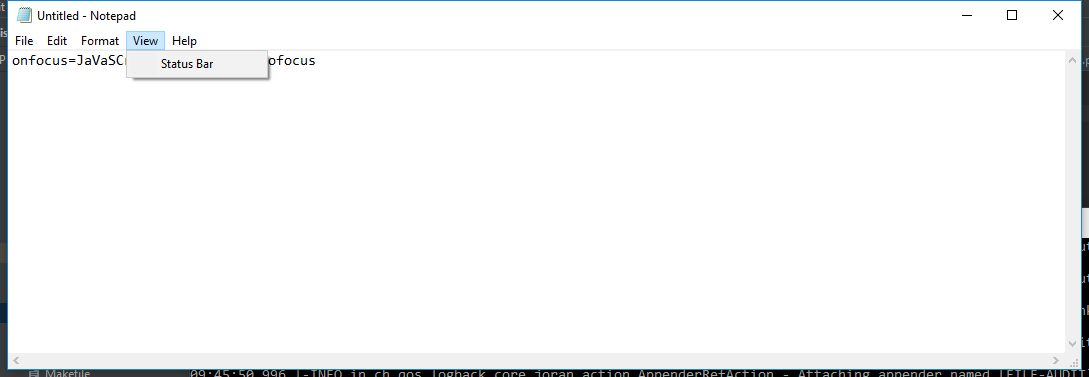 Untitled - Notepad
File Edit Format View Help
onfocus=JaVaSC ofocus
Status Bar
Makefile
09:45:50,996 |-INFO in ch.qos.logback.core.joran.action.AppenderRefAction - Attaching appender named [FILE-AUDIT